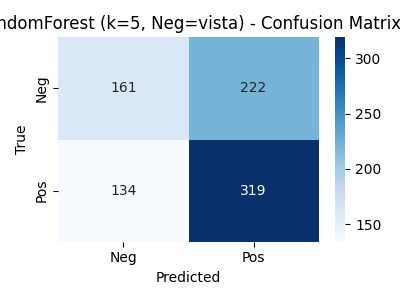 ndomForest (k=5, Neg=vista) - Confusion Matrix
Neg
161
222
Pos
134
319
True
Neg
Pos
Predicted
300
250
200
150